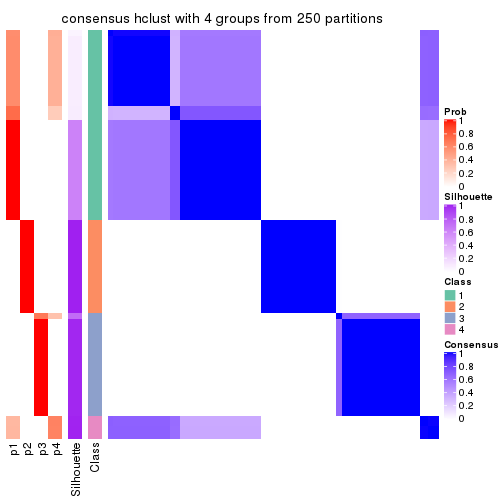 consensus hclust with 4 groups from 250 partitions
Prob
1
0.8
0.6
0.4
0.2
0
Silhouette
1
0.8
0.6
0.4
0.2
0
Class
1
2
3
4
Consensus
1
0.8
0.6
0.4
0.2
0
p1
p2
p3
p4
Silhouette
Class